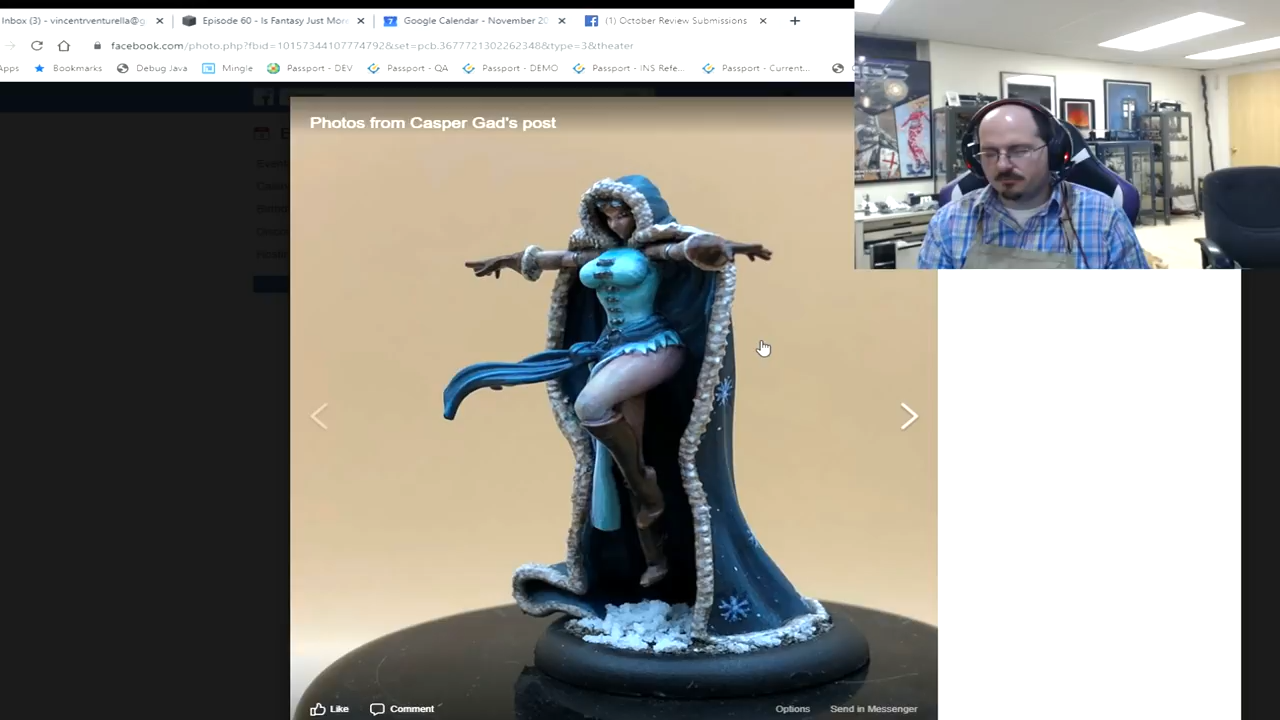 Inbox (3) - vincentrventurella@g
Episode 60 - Is Fantasy Just More
Google Calendar - November 20
(1) October Review Submissions
facebook.com/photo.php?fbid=10157344107774792&set=pcb.3677721302262348&type=3&theater
Apps
Bookmarks
Debug Java
Mingle
Passport - DEV
Passport - QA
Passport - DEMO
Passport - INS Refe...
Passport - Current...
Photos from Casper Gad's post
Like
Comment
Options
Send in Messenger